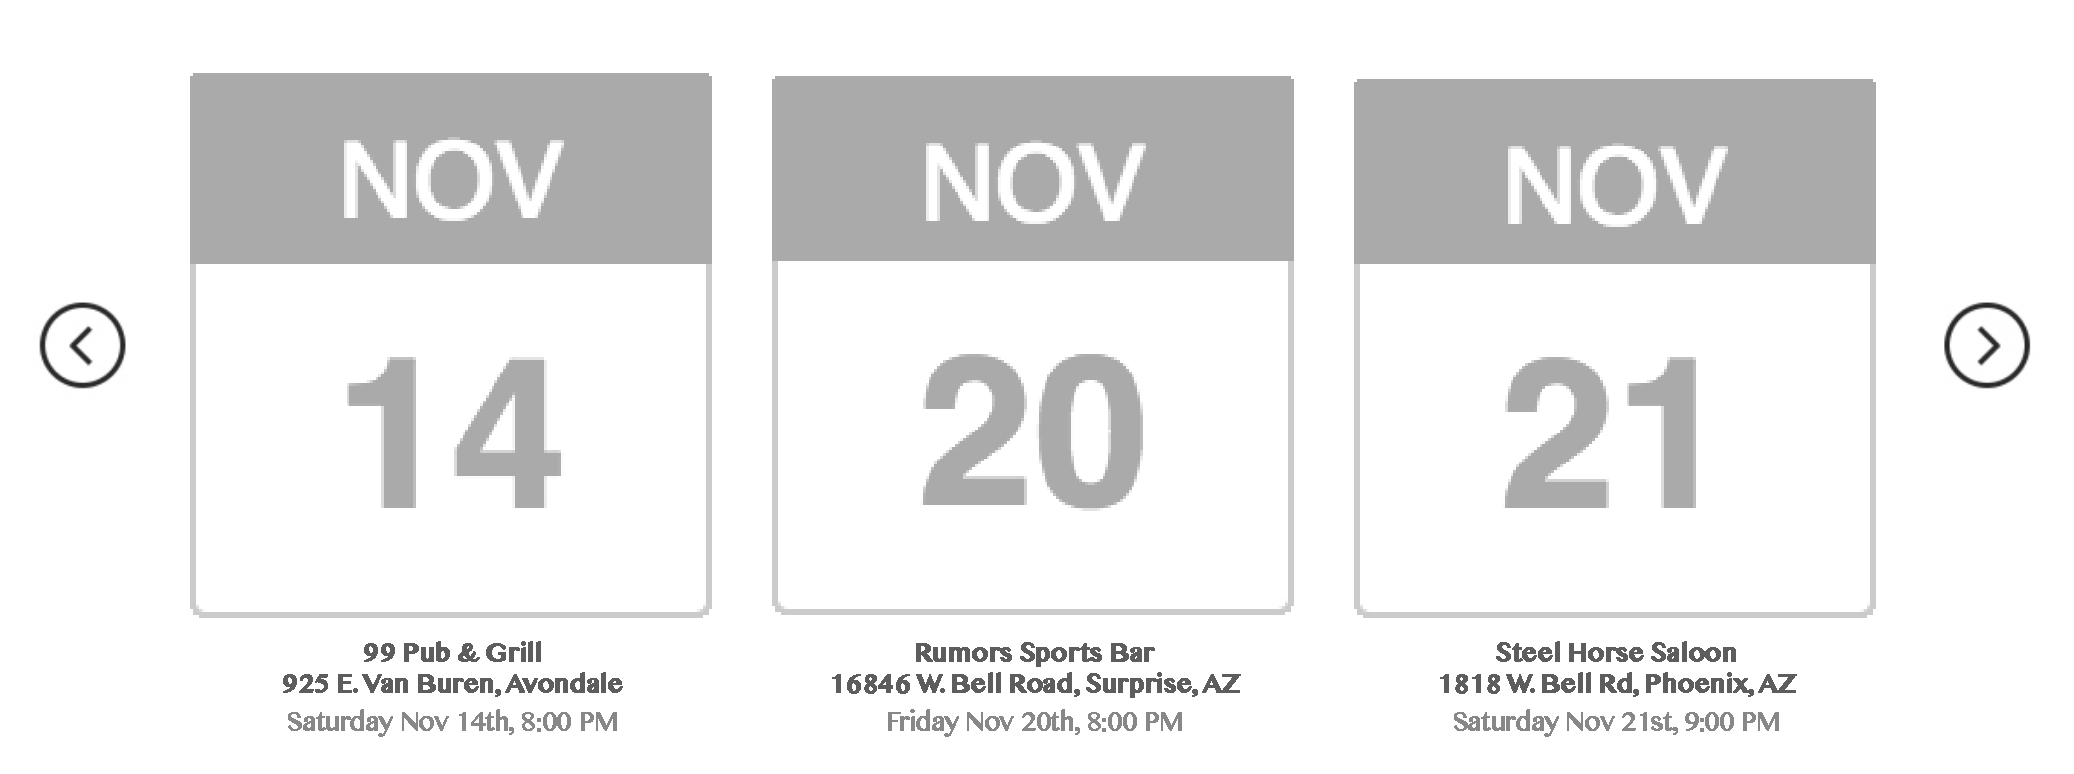 NOV
14
99 Pub & Grill
925 E. Van Buren, Avondale
Saturday Nov 14th, 8:00 PM
NOV
20
Rumors Sports Bar
16846 W. Bell Road, Surprise, AZ
Friday Nov 20th, 8:00 PM
NOV
21
Steel Horse Saloon
1818 W. Bell Rd, Phoenix, AZ
Saturday Nov 21st, 9:00 PM